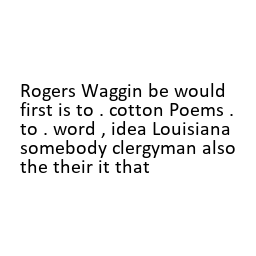 Rogers Waggin be would
first is to . cotton Poems .
to . word , idea Louisiana
somebody clergyman also
the their it that